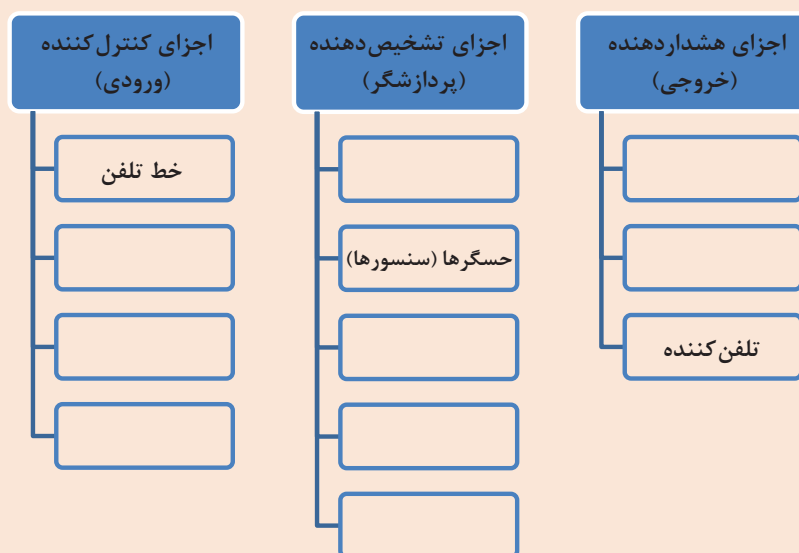 اجزای هشداردهنده
(خروجی)
تلفن‌کننده
اجزای تشخیص‌دهنده
(پردازشگر)
حسگرها (سنسورها)
اجزای کنترل‌کننده
(ورودی)
خط تلفن